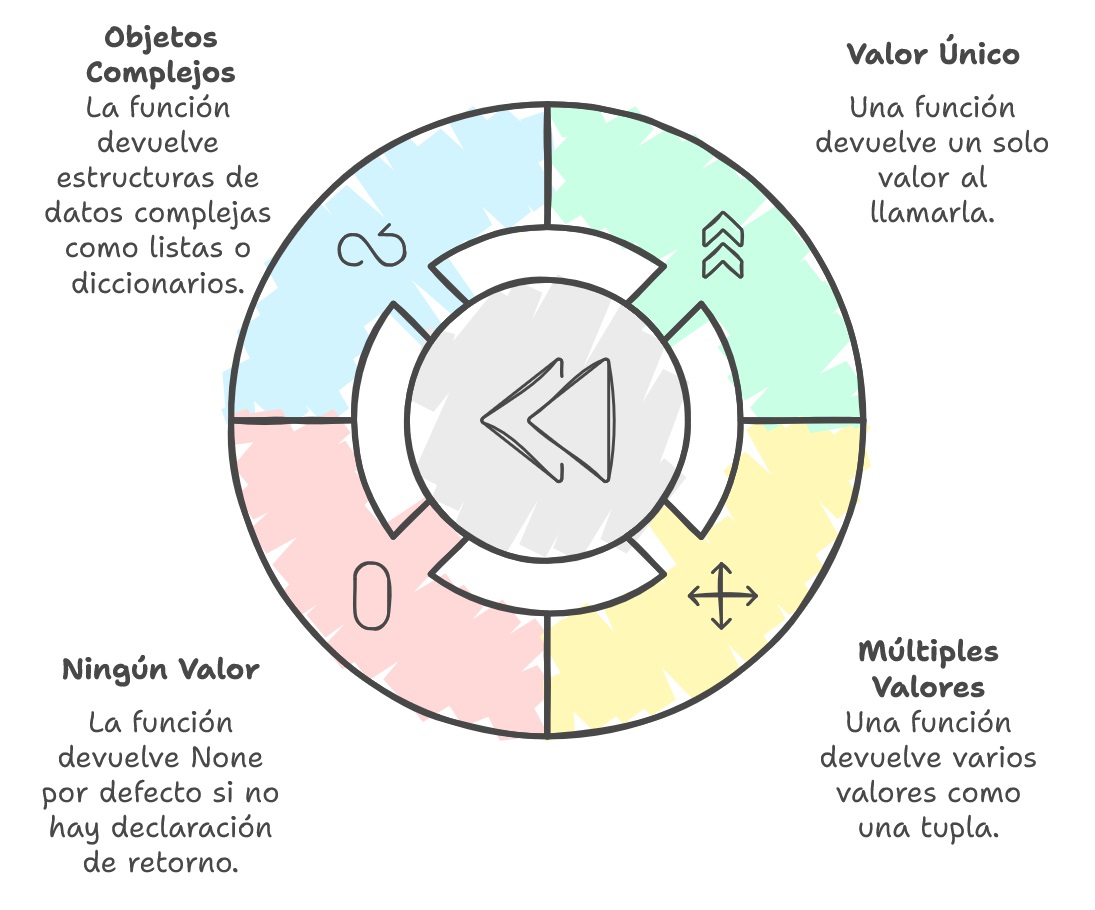 Objetos
Complejos
La función
devuelve
estructuras de
datos complejas
como listas o
diccionarios.
Valor Único
Una función
devuelve un solo
valor al
llamarla.
Ningún Valor
La función
devuelve None
por defecto si no
hay declaración
de retorno.
Múltiples
Valores
Una función
devuelve varios
valores como
una tupla.